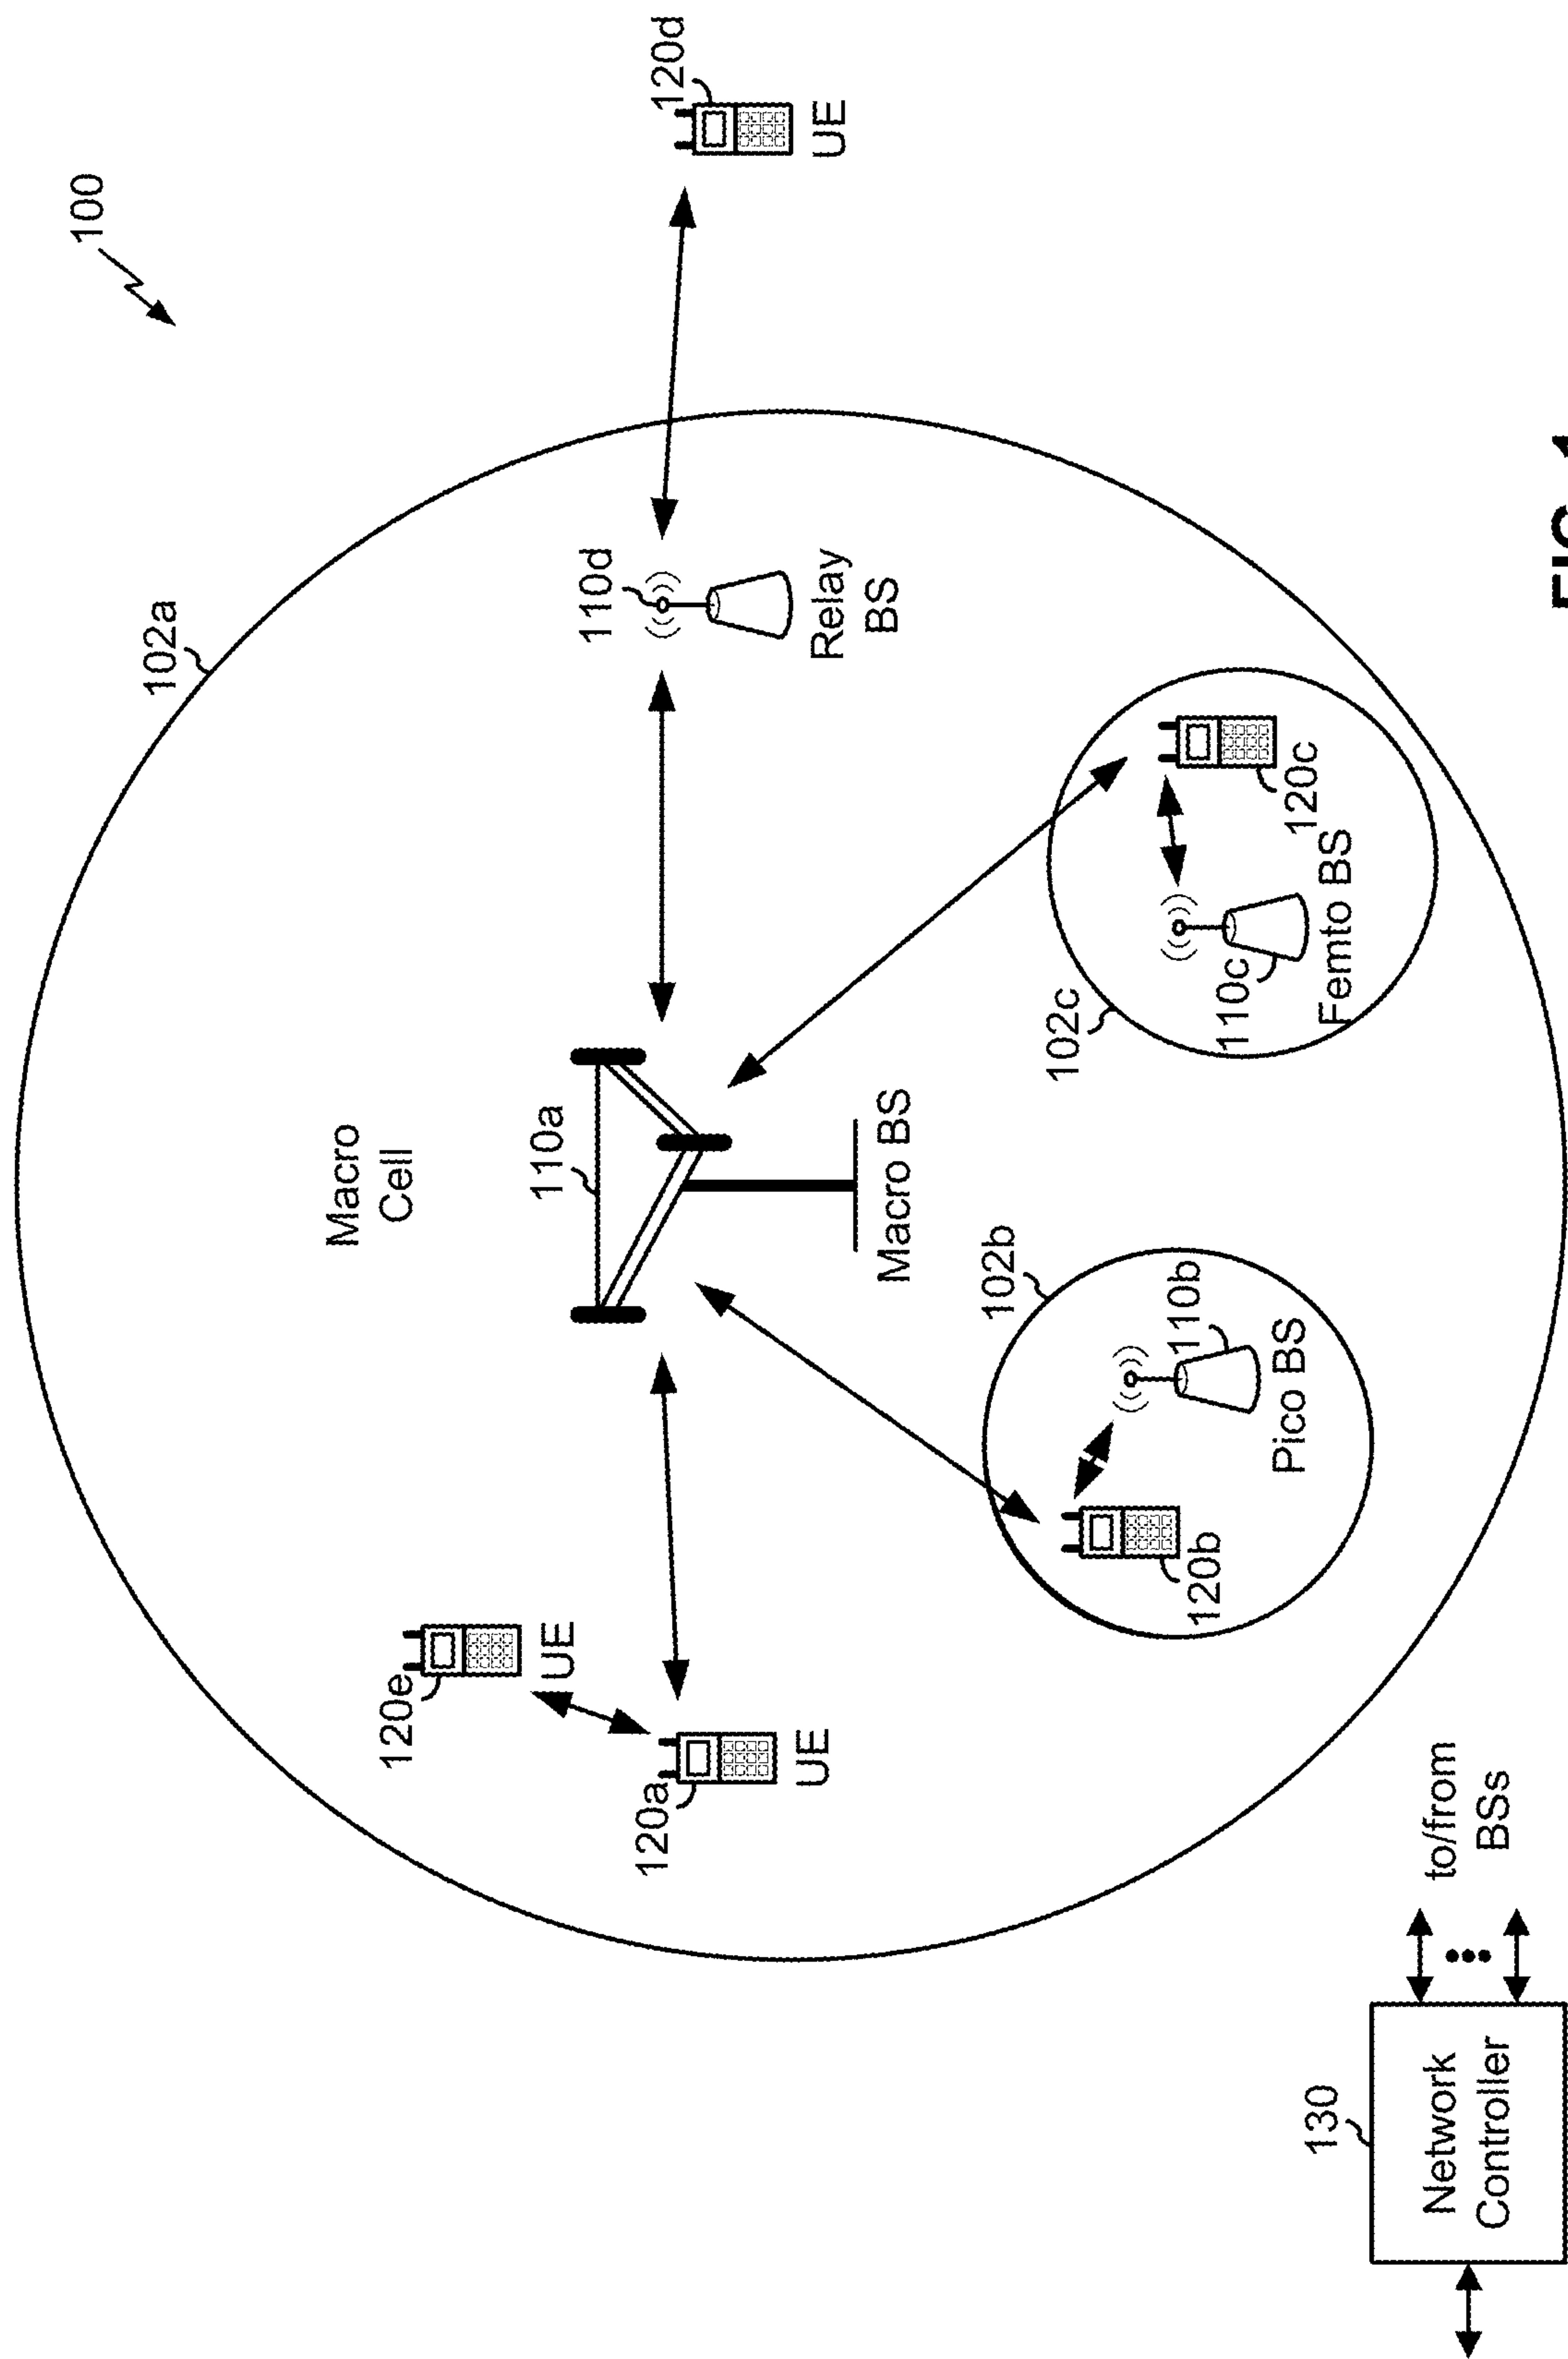 100
102a
Macro
Cell
120e
UE
110a
110d
120d
120a
UE
Macro BS
Relay
BS
UE
102b
102c
120b
110b
Pico BS
110c
120c
Femto BS
130
Network
Controller
to/from
BSs